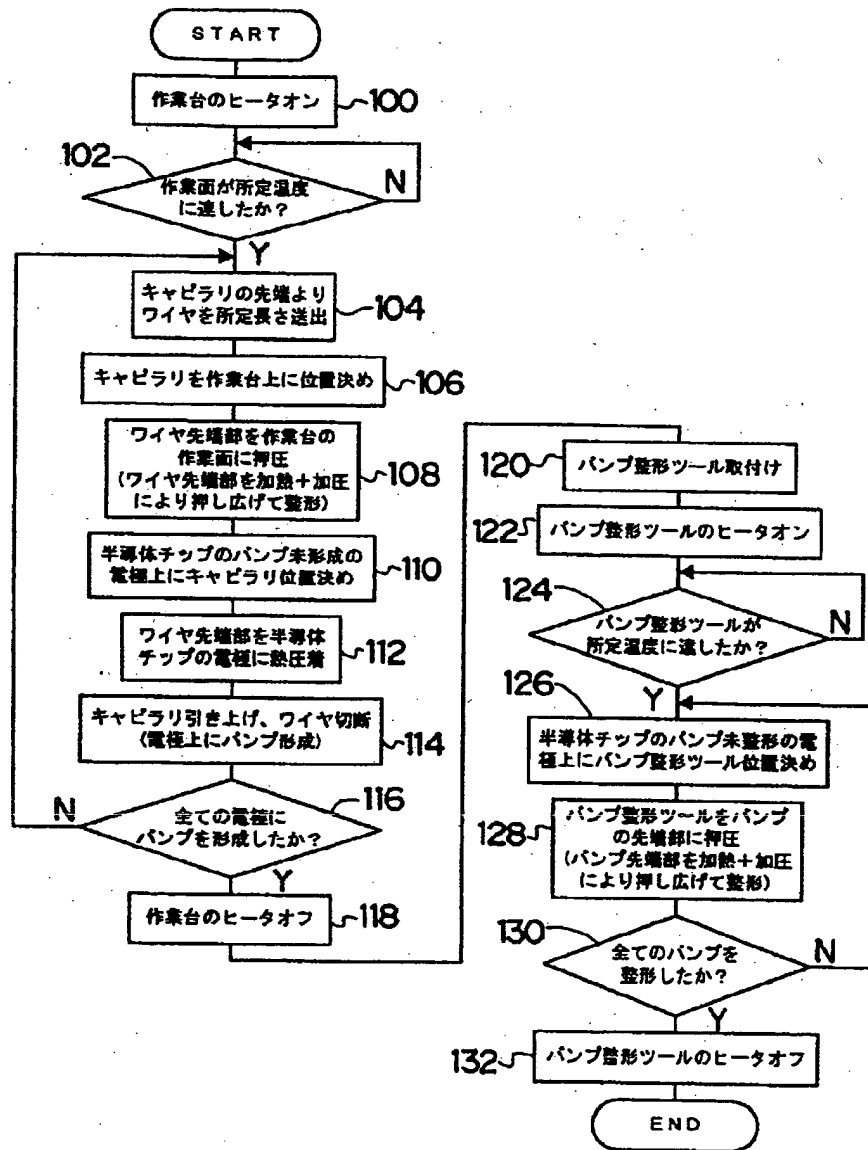 START
作業台のヒータオン
100
102
作業面が所定温度
に達したか?
N
Y
キャピラリの先端より
ワイヤを所定長さ送出
104
キャピラリを作業台上に位置決め
106
ワイヤ先端部を作業台の
作業面に押圧
(ワイヤ先端部を加熱+加圧
により押し広げて整形)
108
半導体チップのバンプ未形成の
電極上にキャピラリ位置決め
110
ワイヤ先端部を半導体
チップの電極に熱圧着
112
キャピラリ引き上げ、ワイヤ切断
(電極上にバンプ形成)
114
116
全ての電極に
バンプを形成したか?
N
Y
作業台のヒータオフ
118
120
バンプ整形ツール取付け
122
バンプ整形ツールのヒータオン
124
バンプ整形ツールが
所定温度に達したか?
N
Y
126
半導体チップのバンプ未整形の電
極上にバンプ整形ツール位置決め
128
バンプ整形ツールをバンプ
の先端部に押圧
(バンプ先端部を加熱+加圧
により押し広げて整形)
130
全てのバンプを
整形したか?
N
Y
132
バンプ整形ツールのヒータオフ
END